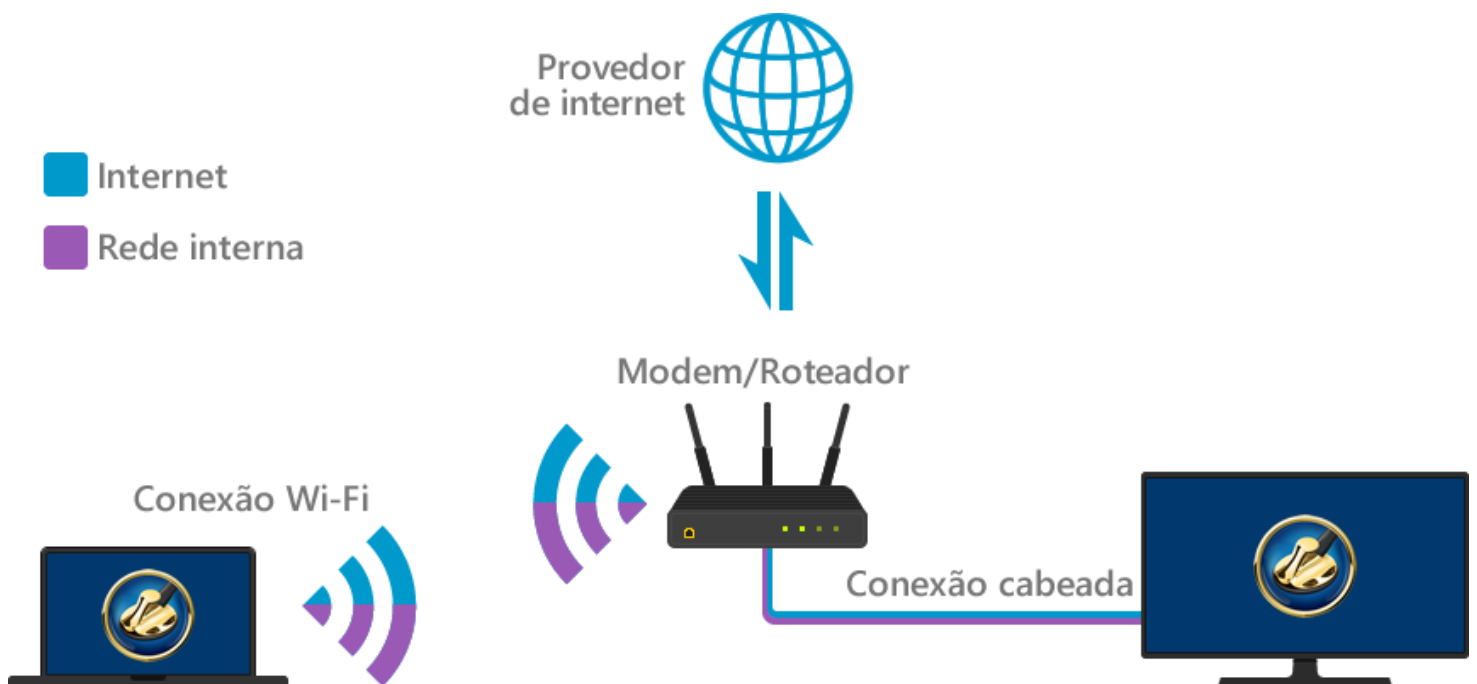 Provedor
de internet
Internet
Rede interna
Modem/Roteador
Conexão Wi-Fi
Conexão cabeada